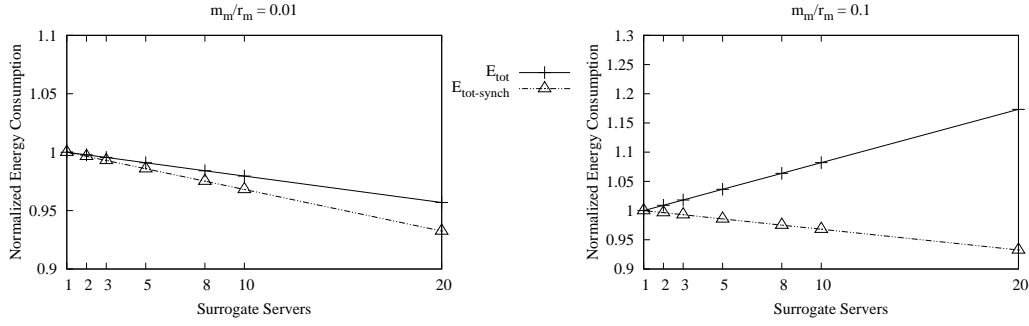 m_m/r_m = 0.01
Normalized Energy Consumption
1.1
1.05
1
0.95
0.9
1 2 3 5 8 10 20
Surrogate Servers
E_tot
E_tot-synch
m_m/r_m = 0.1
Normalized Energy Consumption
1.3
1.25
1.2
1.15
1.1
1.05
1
0.95
0.9
1 2 3 5 8 10 20
Surrogate Servers